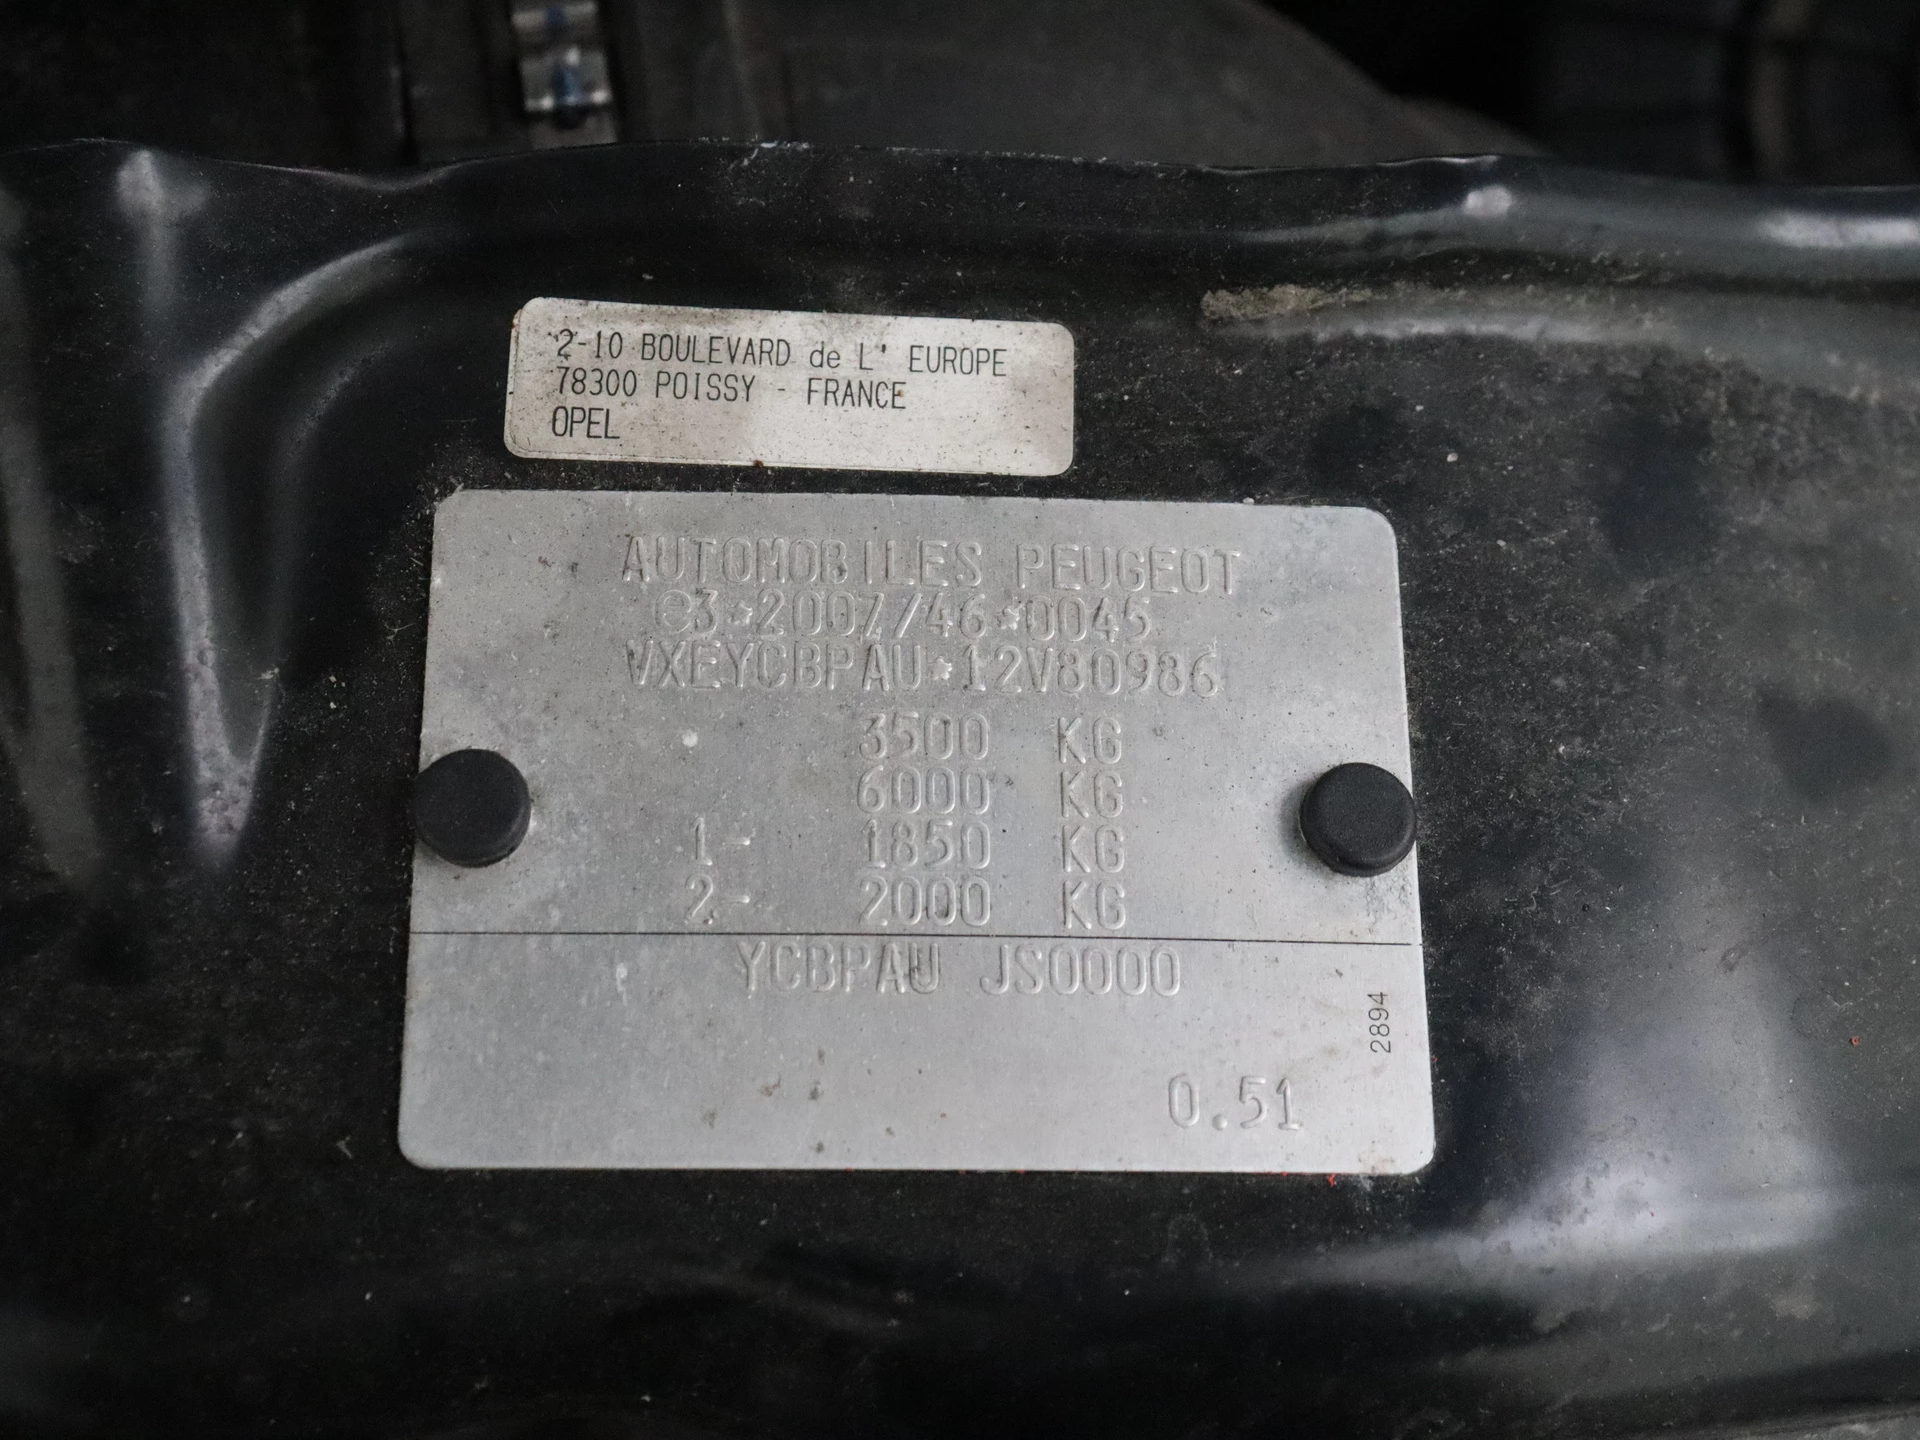 2-10 BOULEVARD de L' EUROPE
78300 POISSY - FRANCE
OPEL
AUTOMOBILES PEUGEOT
e3*2007/46*0045
VXEYCBPAU*12V80986
- 3500 KG
6000 KG
1- 1850 KG
2- 2000 KG
YCBPAU JS0000
2894
0.51